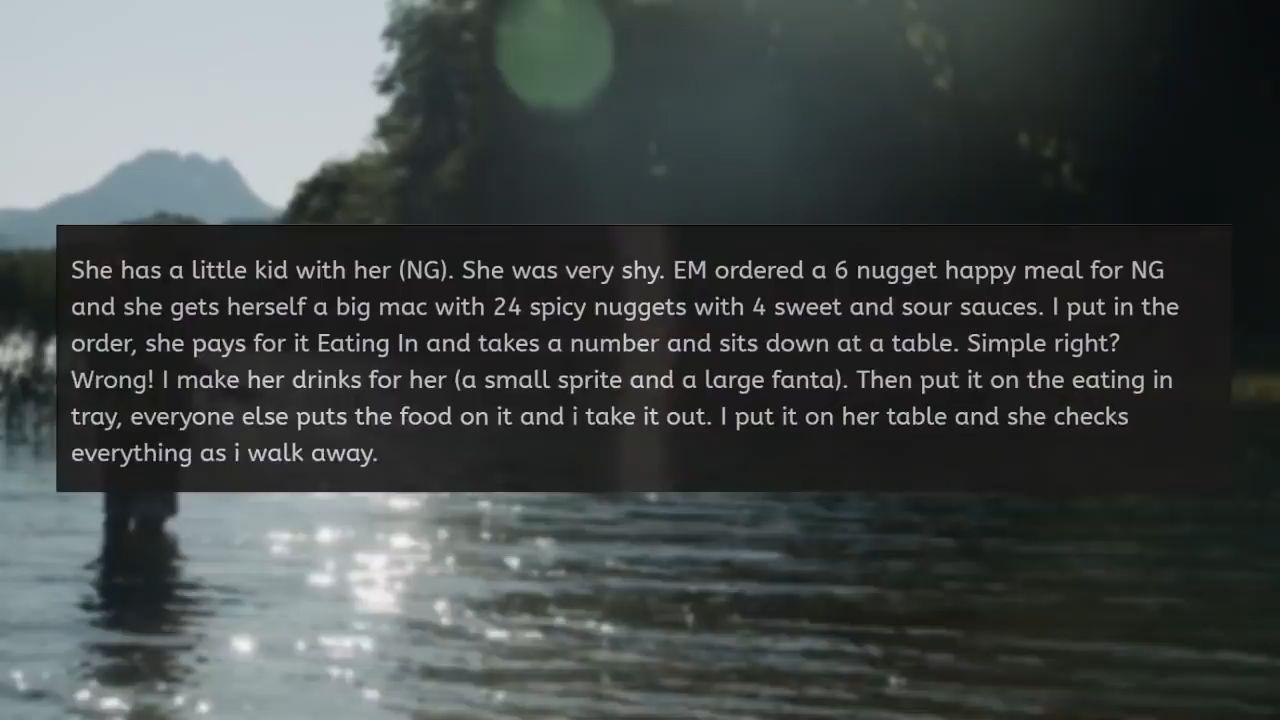 She has a little kid with her (NG). She was very shy. EM ordered a 6 nugget happy meal for NG
and she gets herself a big mac with 24 spicy nuggets with 4 sweet and sour sauces. I put in the
order, she pays for it Eating In and takes a number and sits down at a table. Simple right?
Wrong! I make her drinks for her (a small sprite and a large fanta). Then put it on the eating in
tray, everyone else puts the food on it and i take it out. I put it on her table and she checks
everything as i walk away.